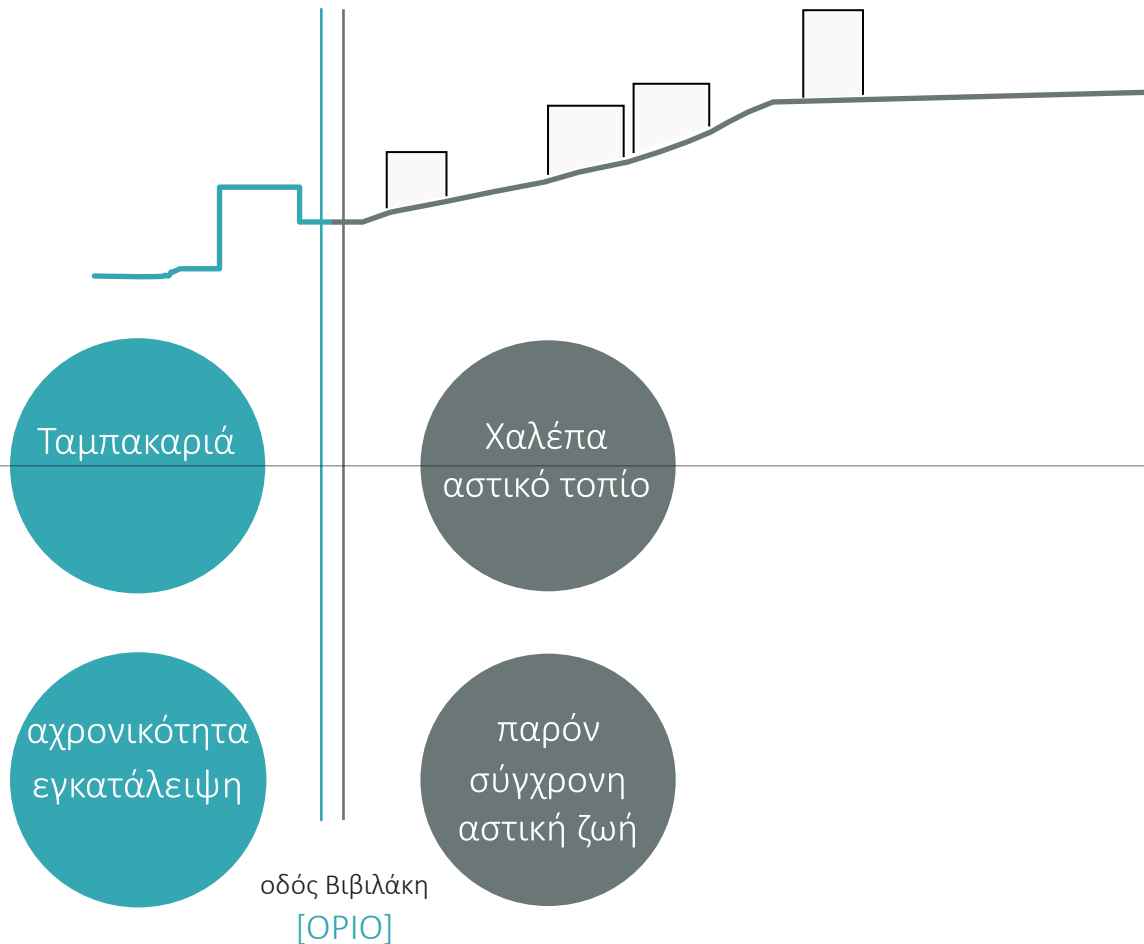 Ταμπακαριά
Χαλέπα
αστικό τοπίο
αχρονικότητα
εγκατάλειψη
παρόν
σύγχρονη
αστική ζωή
οδός Βιβιλάκη
[ΟΡΙΟ]